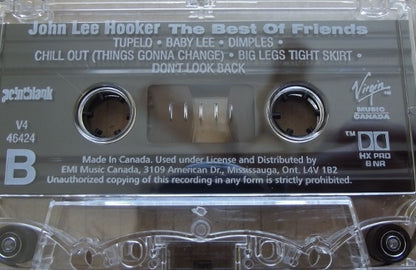 John Lee Hooker The Best Of Friends
TUPELO · BABY LEE · DIMPLES ·
CHILL OUT (THINGS GONNA CHANGE) · BIG LEGS TIGHT SKIRT ·
DON'T LOOK BACK
pointblank
Virgin
MUSIC
CANADA
V4
46424
B
™
HX PRO
B NR
Made In Canada. Used under License and Distributed by
EMI Music Canada, 3109 American Dr., Mississauga, Ont. L4V 1B2
Unauthorized copying of this recording in any form is strictly prohibited.